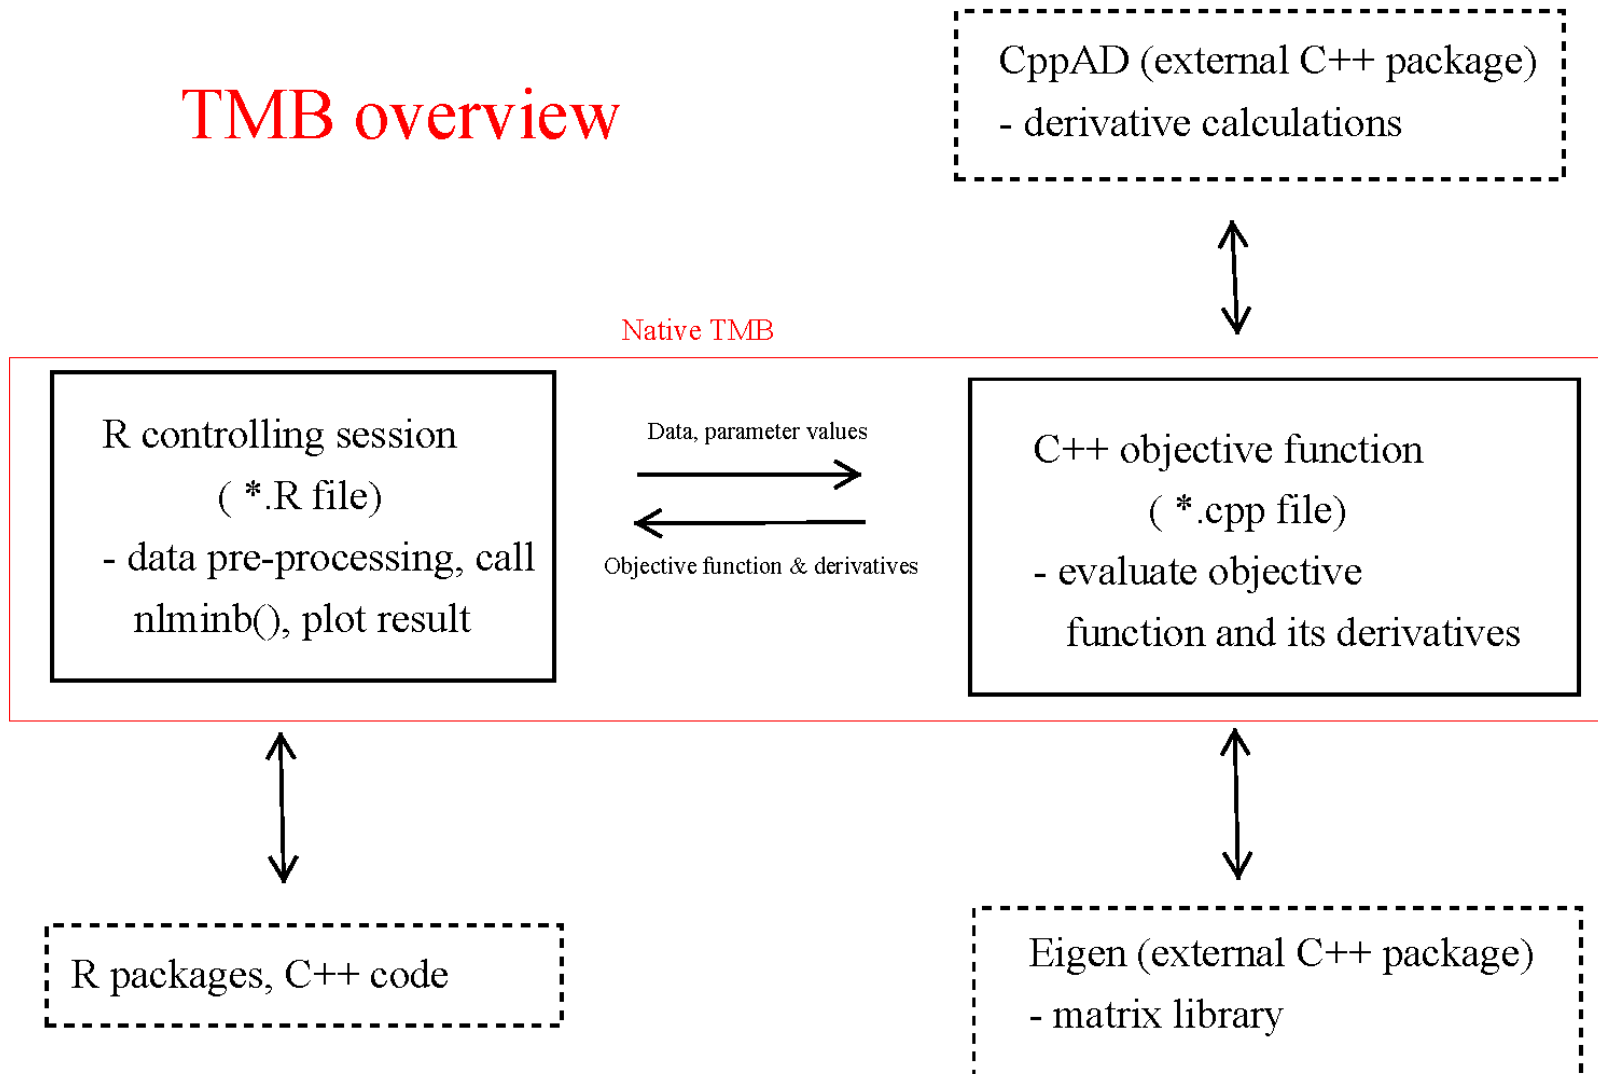 TMB overview
CppAD (external C++ package)
- derivative calculations
Native TMB
R controlling session
( *.R file)
- data pre-processing, call
nlminb(), plot result
Data, parameter values
Objective function & derivatives
C++ objective function
( *.cpp file)
- evaluate objective
function and its derivatives
R packages, C++ code
Eigen (external C++ package)
- matrix library